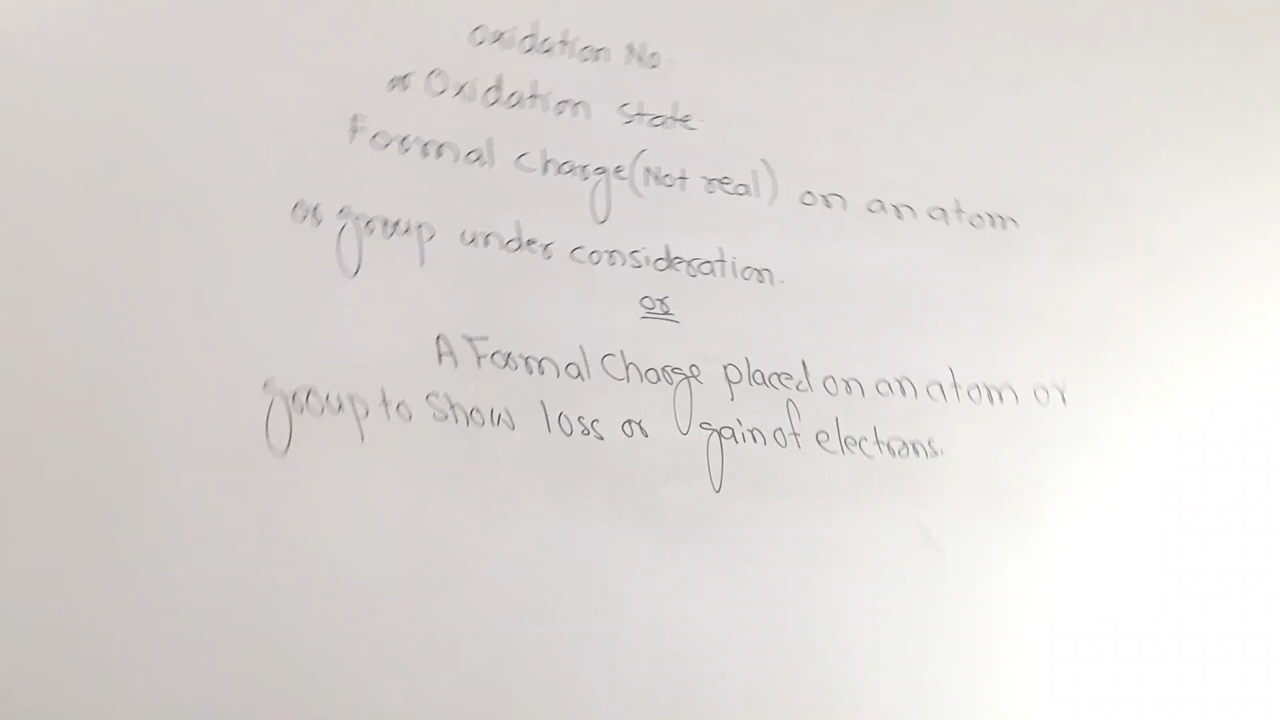 Oxidation No.
or Oxidation State.
Formal charge (Not real) on an atom
or group under consideration.
or
A Formal Charge placed on an atom or
group to show loss or gain of electrons.